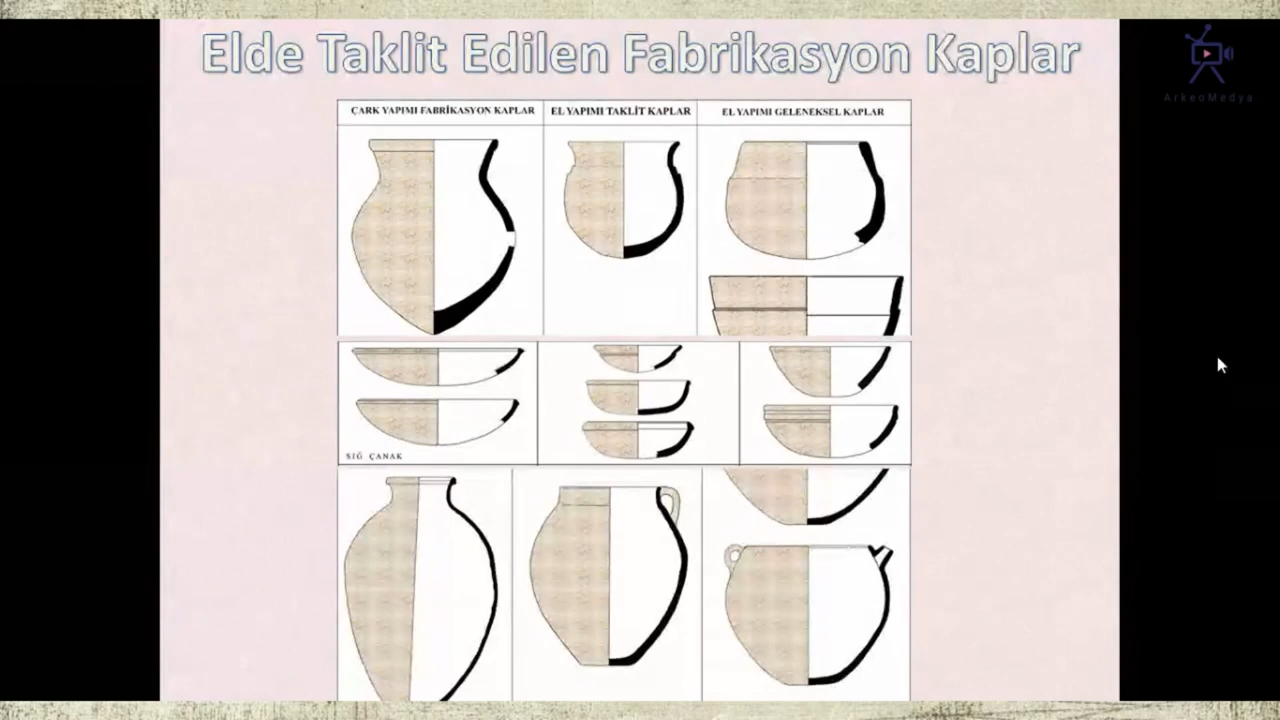 Elde Taklit Edilen Fabrikasyon Kaplar
ArkeoMedya
ÇARK YAPIMI FABRİKASYON KAPLAR
EL YAPIMI TAKLİT KAPLAR
EL YAPIMI GELENEKSEL KAPLAR
SIĞ ÇANAK